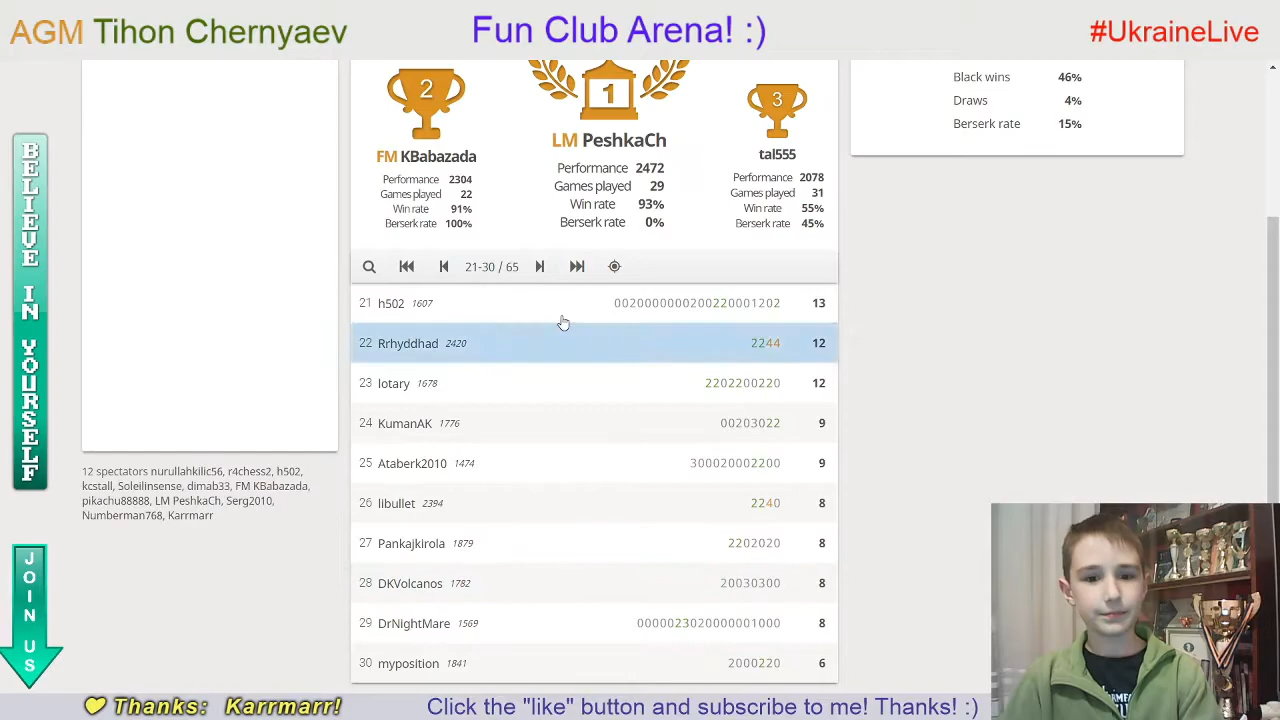 AGM Tihon Chernyaev
Fun Club Arena! :)
#UkraineLive
BELIEVE IN YOURSELF
JOIN US
2
1
3
FM KBabazada
Performance 2304
Games played 22
Win rate 91%
Berserk rate 100%
LM PeshkaCh
Performance 2472
Games played 29
Win rate 93%
Berserk rate 0%
tal555
Performance 2078
Games played 31
Win rate 55%
Berserk rate 45%
Black wins 46%
Draws 4%
Berserk rate 15%
21-30 / 65
21 h502 1607 00200000000200220001202 13
22 Rrhyddhad 2420 2244 12
23 lotary 1678 2202200220 12
24 KumanAK 1776 00203022 9
25 Ataberk2010 1474 300020002200 9
26 libullet 2394 2240 8
27 Pankajkirola 1879 2202020 8
28 DKVolcanos 1782 20030300 8
29 DrNightMare 1569 0000023020000001000 8
30 myposition 1841 2000220 6
12 spectators nurullahkilic56, r4chess2, h502,
kcstall, Soleilinsense, dimab33, FM KBabazada,
pikachu88888, LM PeshkaCh, Serg2010,
Numberman768, Karrmarr
Thanks: Karrmarr!
Click the "like" button and subscribe to me! Thanks! :)